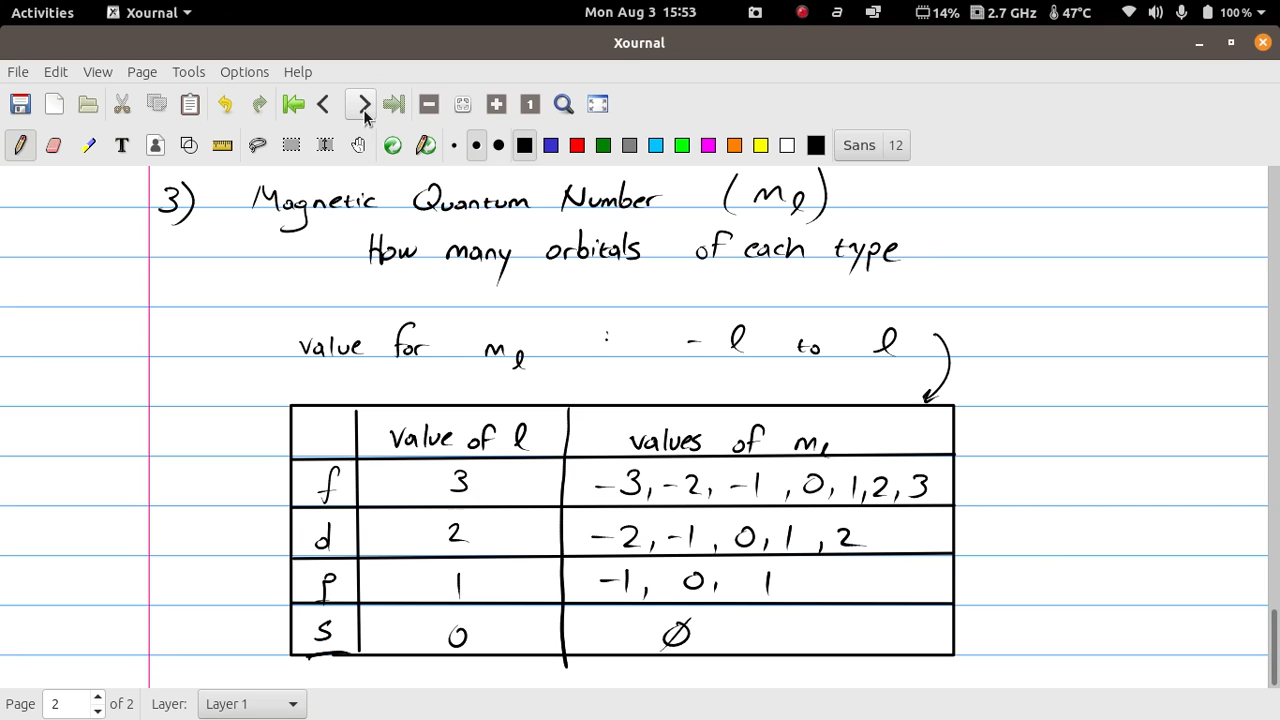 Activities Xournal Mon Aug 3 15:53 a 14% 2.7 GHz 47°C 100 %
Xournal
File Edit View Page Tools Options Help
1
T Sans 12
3) Magnetic Quantum Number (mℓ)
How many orbitals of each type
value for mℓ : - ℓ to ℓ
value of ℓ values of mℓ
f 3 -3, -2, -1, 0, 1, 2, 3
d 2 -2, -1, 0, 1, 2
p 1 -1, 0, 1
s 0 Ø
Page 2 of 2 Layer: Layer 1